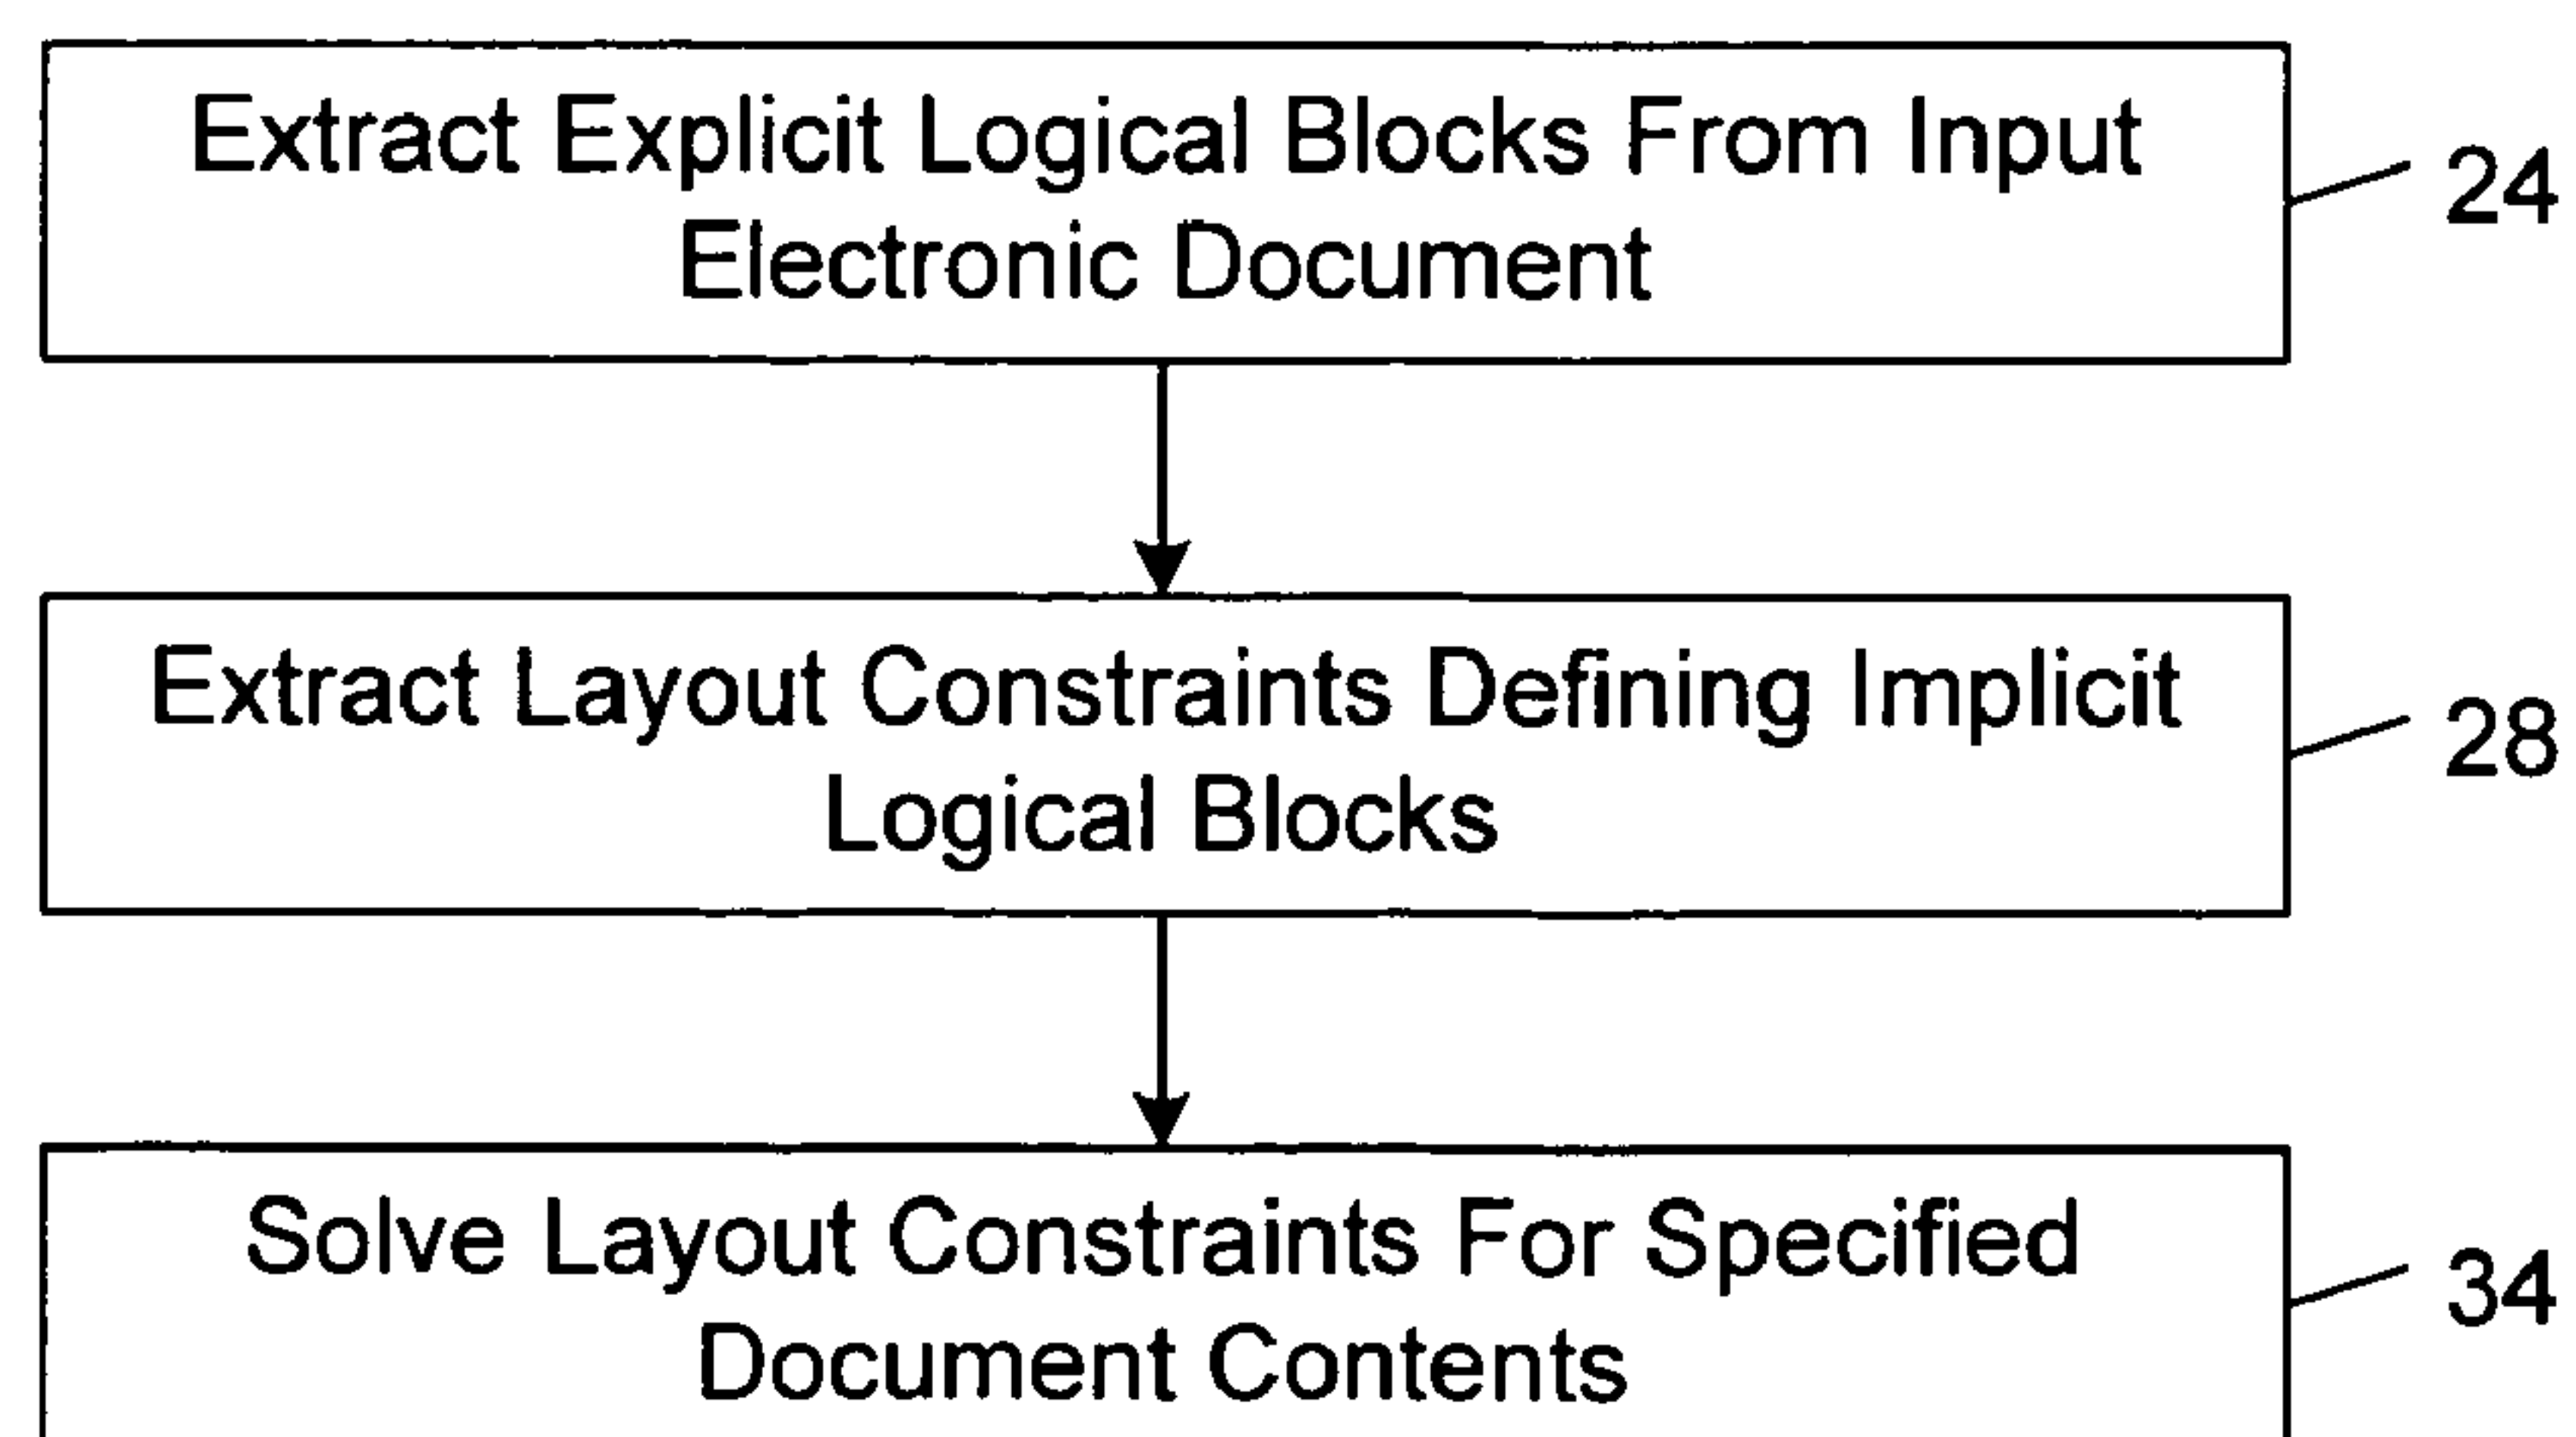 Extract Explicit Logical Blocks From Input
Electronic Document
24
Extract Layout Constraints Defining Implicit
Logical Blocks
28
Solve Layout Constraints For Specified
Document Contents
34